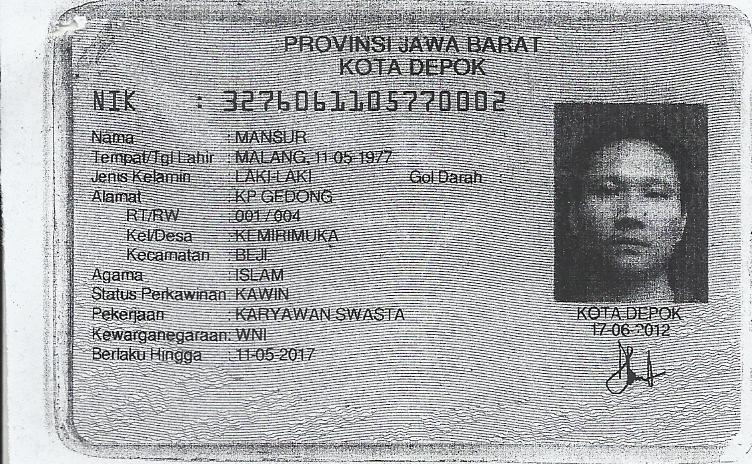 PROVINSI JAWA BARAT
KOTA DEPOK
NIK : 3276061105770002
Nama : MANSUR
Tempat/Tgl Lahir : MALANG, 11-05-1977
Jenis Kelamin : LAKI-LAKI Gol Darah
Alamat : KP GEDONG
RT/RW : 001 / 004
Kel/Desa : KEMIRIMUKA
Kecamatan : BEJI
Agama : ISLAM
Status Perkawinan : KAWIN
Pekerjaan : KARYAWAN SWASTA
Kewarganegaraan : WNI
Berlaku Hingga : 11-05-2017
KOTA DEPOK
17-06-2012